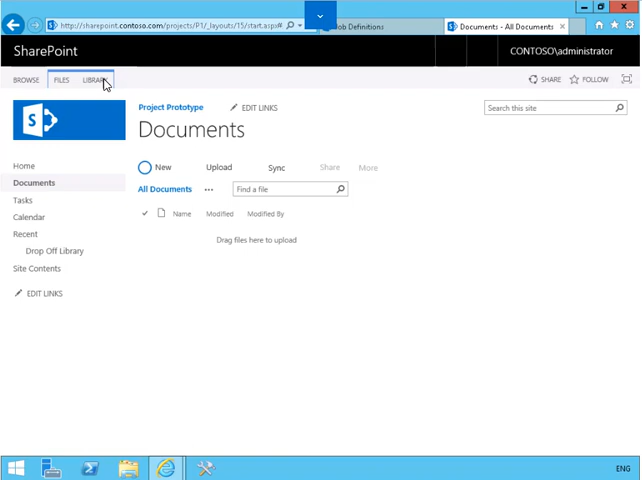 http://sharepoint.contoso.com/projects/P1/_layouts/15/start.aspx#
Job Definitions
Documents - All Documents
SharePoint
CONTOSO\administrator
BROWSE FILES LIBRARY
SHARE FOLLOW
Project Prototype EDIT LINKS
Search this site
Documents
Home
Documents
Tasks
Calendar
Recent
Drop Off Library
Site Contents
EDIT LINKS
New Upload Sync Share More
All Documents ... Find a file
Name Modified Modified By
Drag files here to upload
ENG